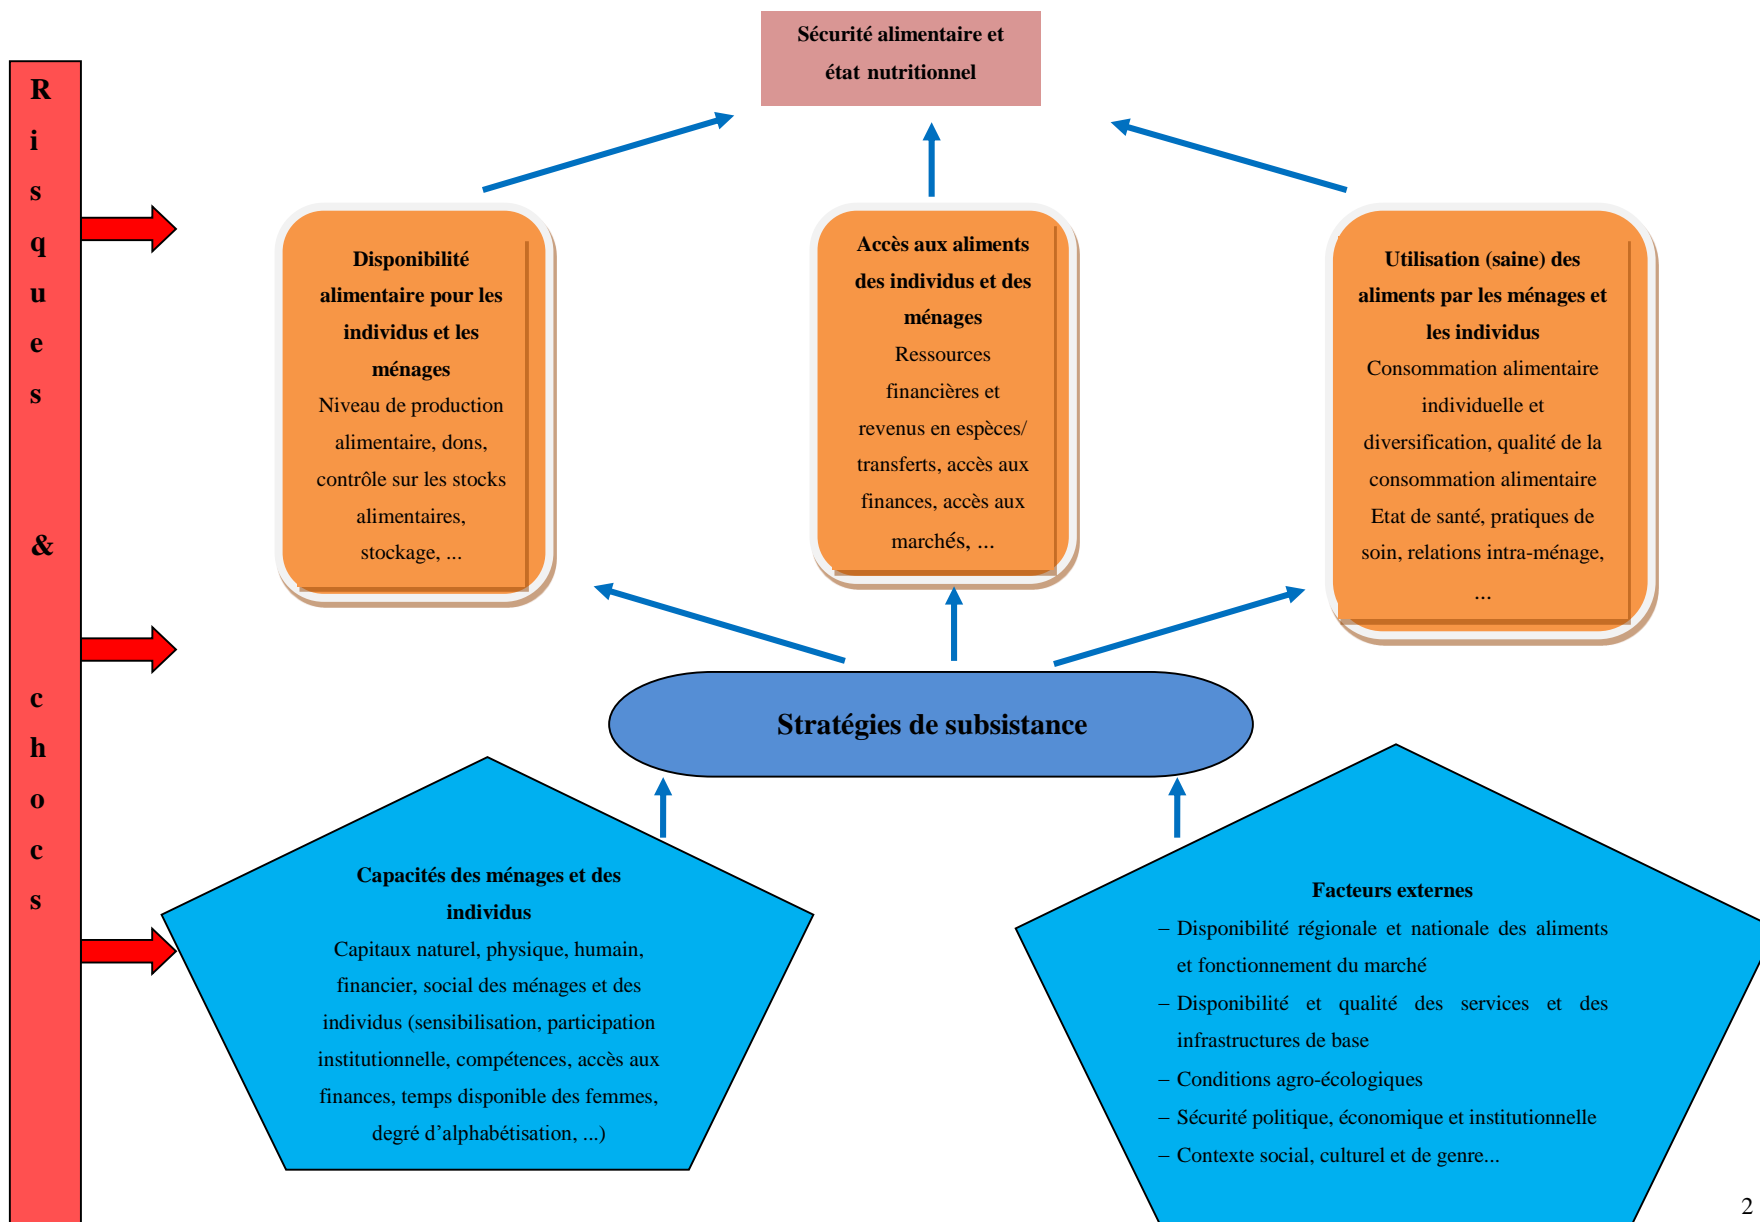 Sécurité alimentaire et
état nutritionnel
Risques & chocs
Disponibilité
alimentaire pour les
individus et les
ménages
Niveau de production
alimentaire, dons,
contrôle sur les stocks
alimentaires,
stockage, ...
Accès aux aliments
des individus et des
ménages
Ressources
financières et
revenus en espèces/
transferts, accès aux
finances, accès aux
marchés, ...
Utilisation (saine) des
aliments par les ménages et
les individus
Consommation alimentaire
individuelle et
diversification, qualité de la
consommation alimentaire
Etat de santé, pratiques de
soin, relations intra-ménage,
...
Stratégies de subsistance
Capacités des ménages et des
individus
Capitaux naturel, physique, humain,
financier, social des ménages et des
individus (sensibilisation, participation
institutionnelle, compétences, accès aux
finances, temps disponible des femmes,
degré d’alphabétisation, ...)
Facteurs externes
– Disponibilité régionale et nationale des aliments
et fonctionnement du marché
– Disponibilité et qualité des services et des
infrastructures de base
– Conditions agro-écologiques
– Sécurité politique, économique et institutionnelle
– Contexte social, culturel et de genre...
2